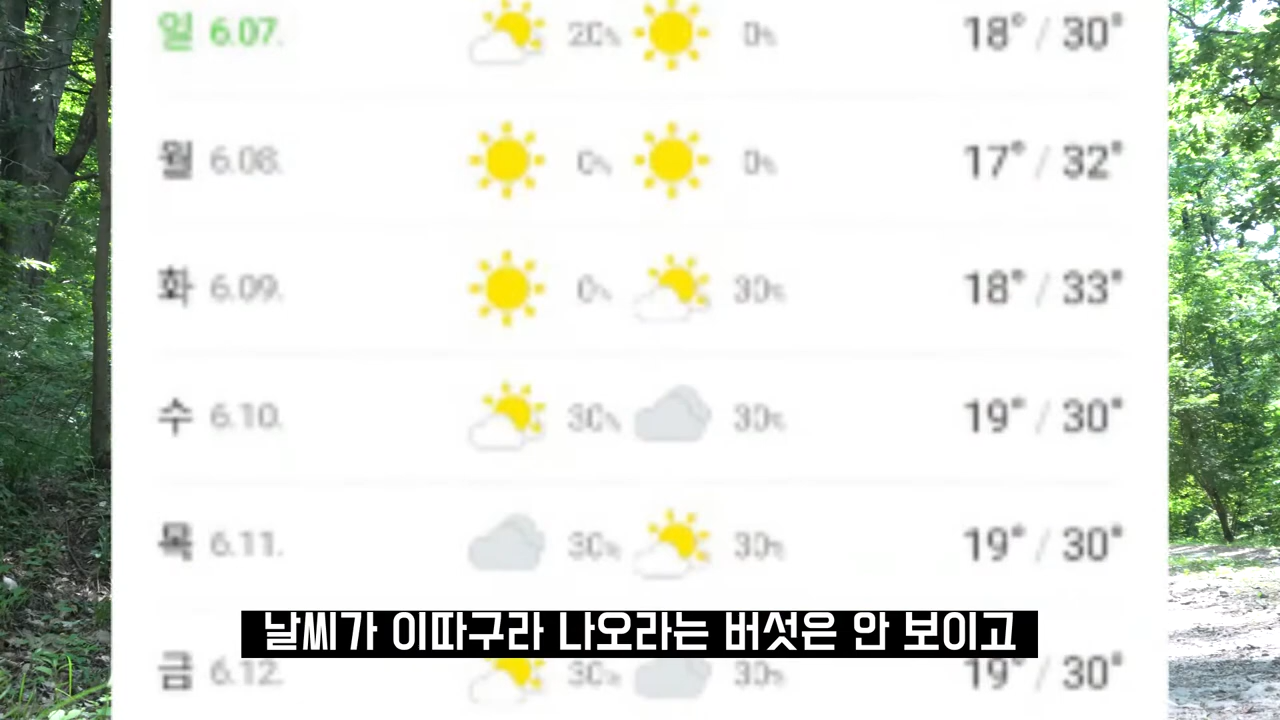 일 6.07. 20% 0% 18° / 30°
월 6.08. 0% 0% 17° / 32°
화 6.09. 0% 30% 18° / 33°
수 6.10. 30% 30% 19° / 30°
목 6.11. 30% 30% 19° / 30°
날씨가 이따구라 나오라는 버섯은 안 보이고
금 6.12. 30% 30% 19° / 30°